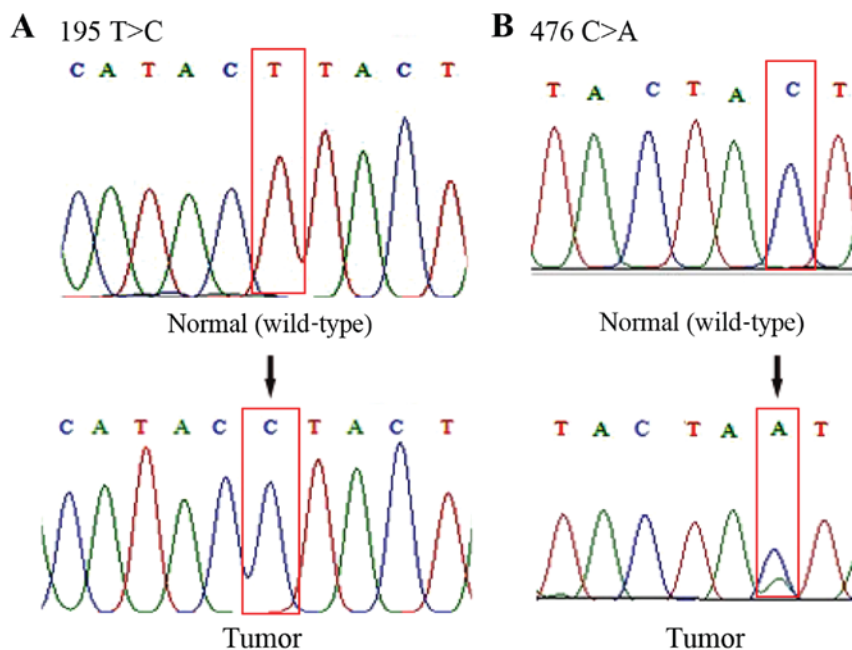 A 195 T>C
C A T A C T T A C T
Normal (wild-type)
C A T A C C T A C T
Tumor
B 476 C>A
T A C T A C T
Normal (wild-type)
T A C T A A T
Tumor